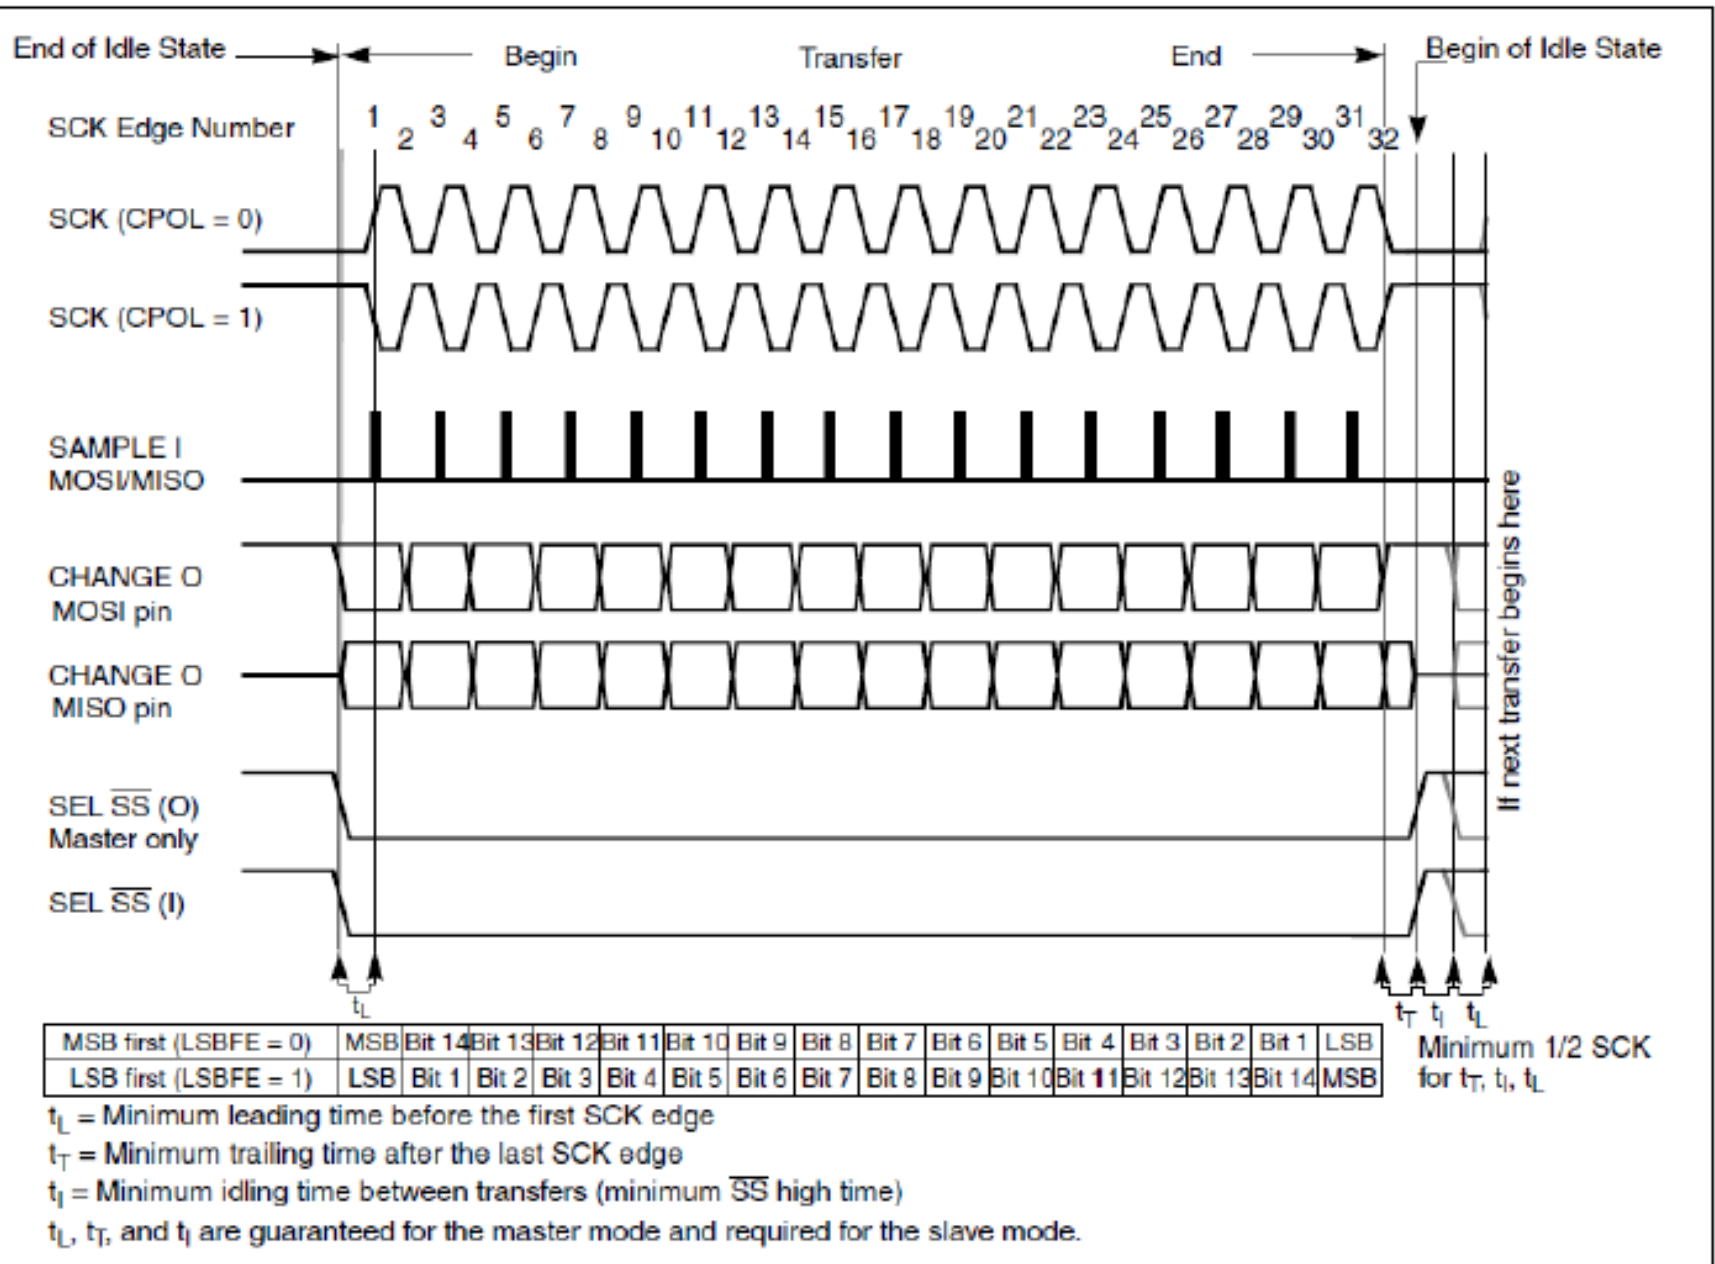 End of Idle State Begin Transfer End Begin of Idle State
SCK Edge Number 1 2 3 4 5 6 7 8 9 10 11 12 13 14 15 16 17 18 19 20 21 22 23 24 25 26 27 28 29 30 31 32
SCK (CPOL = 0)
SCK (CPOL = 1)
SAMPLE I
MOSI/MISO
CHANGE O
MOSI pin
CHANGE O
MISO pin
SEL S̅S̅ (O)
Master only
SEL S̅S̅ (I)
If next transfer begins here
tL tT tI tL
MSB first (LSBFE = 0) MSB Bit 14 Bit 13 Bit 12 Bit 11 Bit 10 Bit 9 Bit 8 Bit 7 Bit 6 Bit 5 Bit 4 Bit 3 Bit 2 Bit 1 LSB
LSB first (LSBFE = 1) LSB Bit 1 Bit 2 Bit 3 Bit 4 Bit 5 Bit 6 Bit 7 Bit 8 Bit 9 Bit 10 Bit 11 Bit 12 Bit 13 Bit 14 MSB
Minimum 1/2 SCK
for tT, tI, tL
tL = Minimum leading time before the first SCK edge
tT = Minimum trailing time after the last SCK edge
tI = Minimum idling time between transfers (minimum S̅S̅ high time)
tL, tT, and tI are guaranteed for the master mode and required for the slave mode.